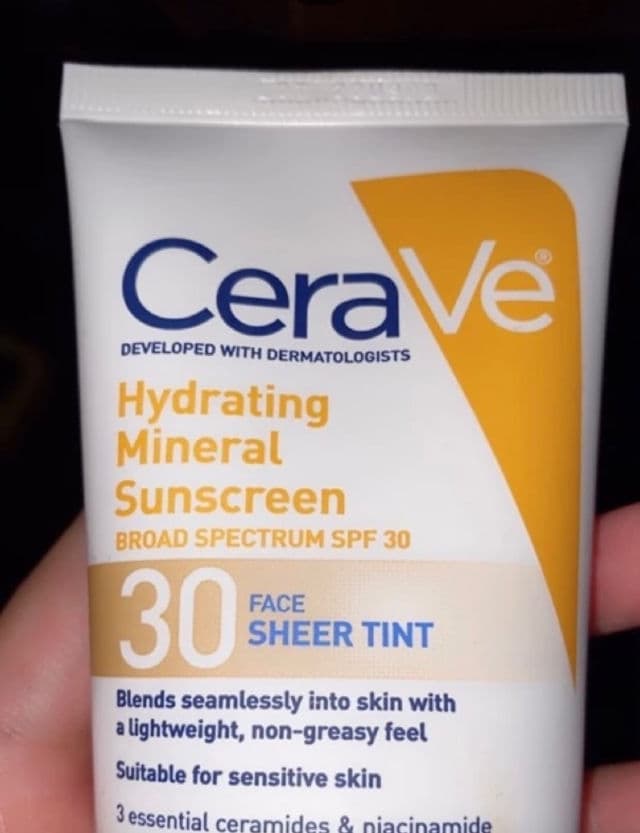 CeraVe®
DEVELOPED WITH DERMATOLOGISTS
Hydrating
Mineral
Sunscreen
BROAD SPECTRUM SPF 30
30 FACE
SHEER TINT
Blends seamlessly into skin with
a lightweight, non-greasy feel
Suitable for sensitive skin
3 essential ceramides & niacinamide